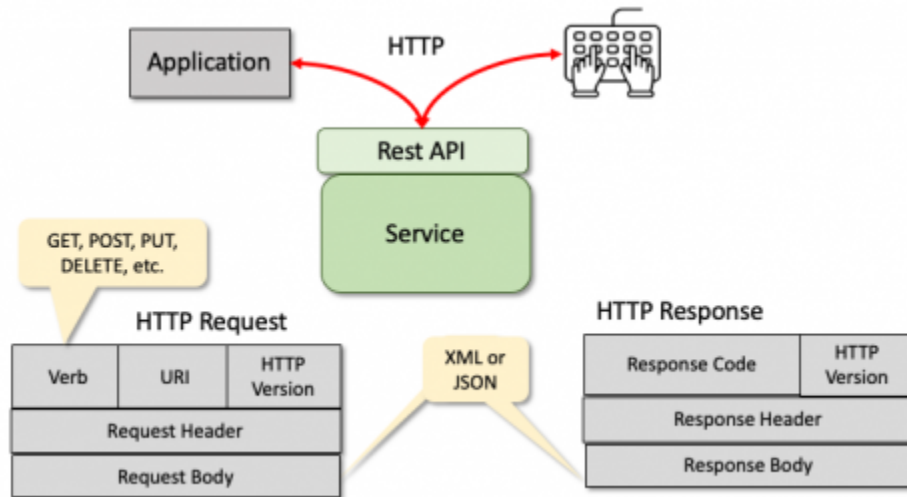 HTTP
Application
Rest API
Service
GET, POST, PUT,
DELETE, etc.
HTTP Request
Verb
URI
HTTP
Version
Request Header
Request Body
XML or
JSON
HTTP Response
Response Code
HTTP
Version
Response Header
Response Body